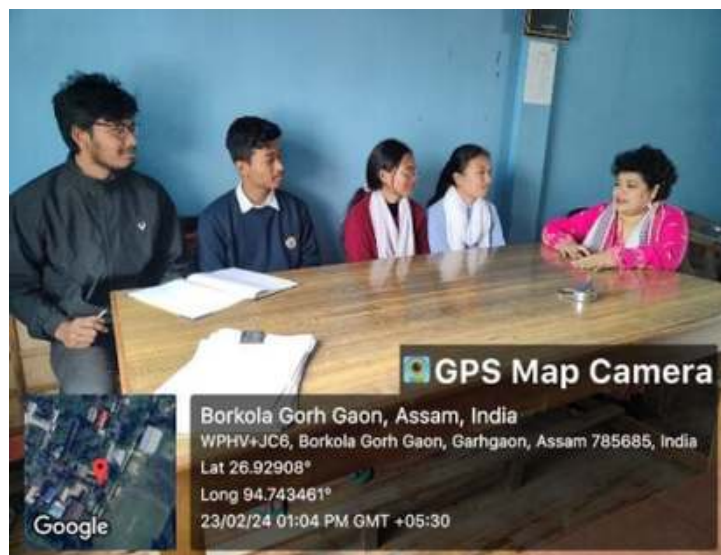 GPS Map Camera
Borkola Gorh Gaon, Assam, India
WPHV+JC6, Borkola Gorh Gaon, Garhgaon, Assam 785685, India
Lat 26.92908°
Long 94.743461°
23/02/24 01:04 PM GMT +05:30
Google